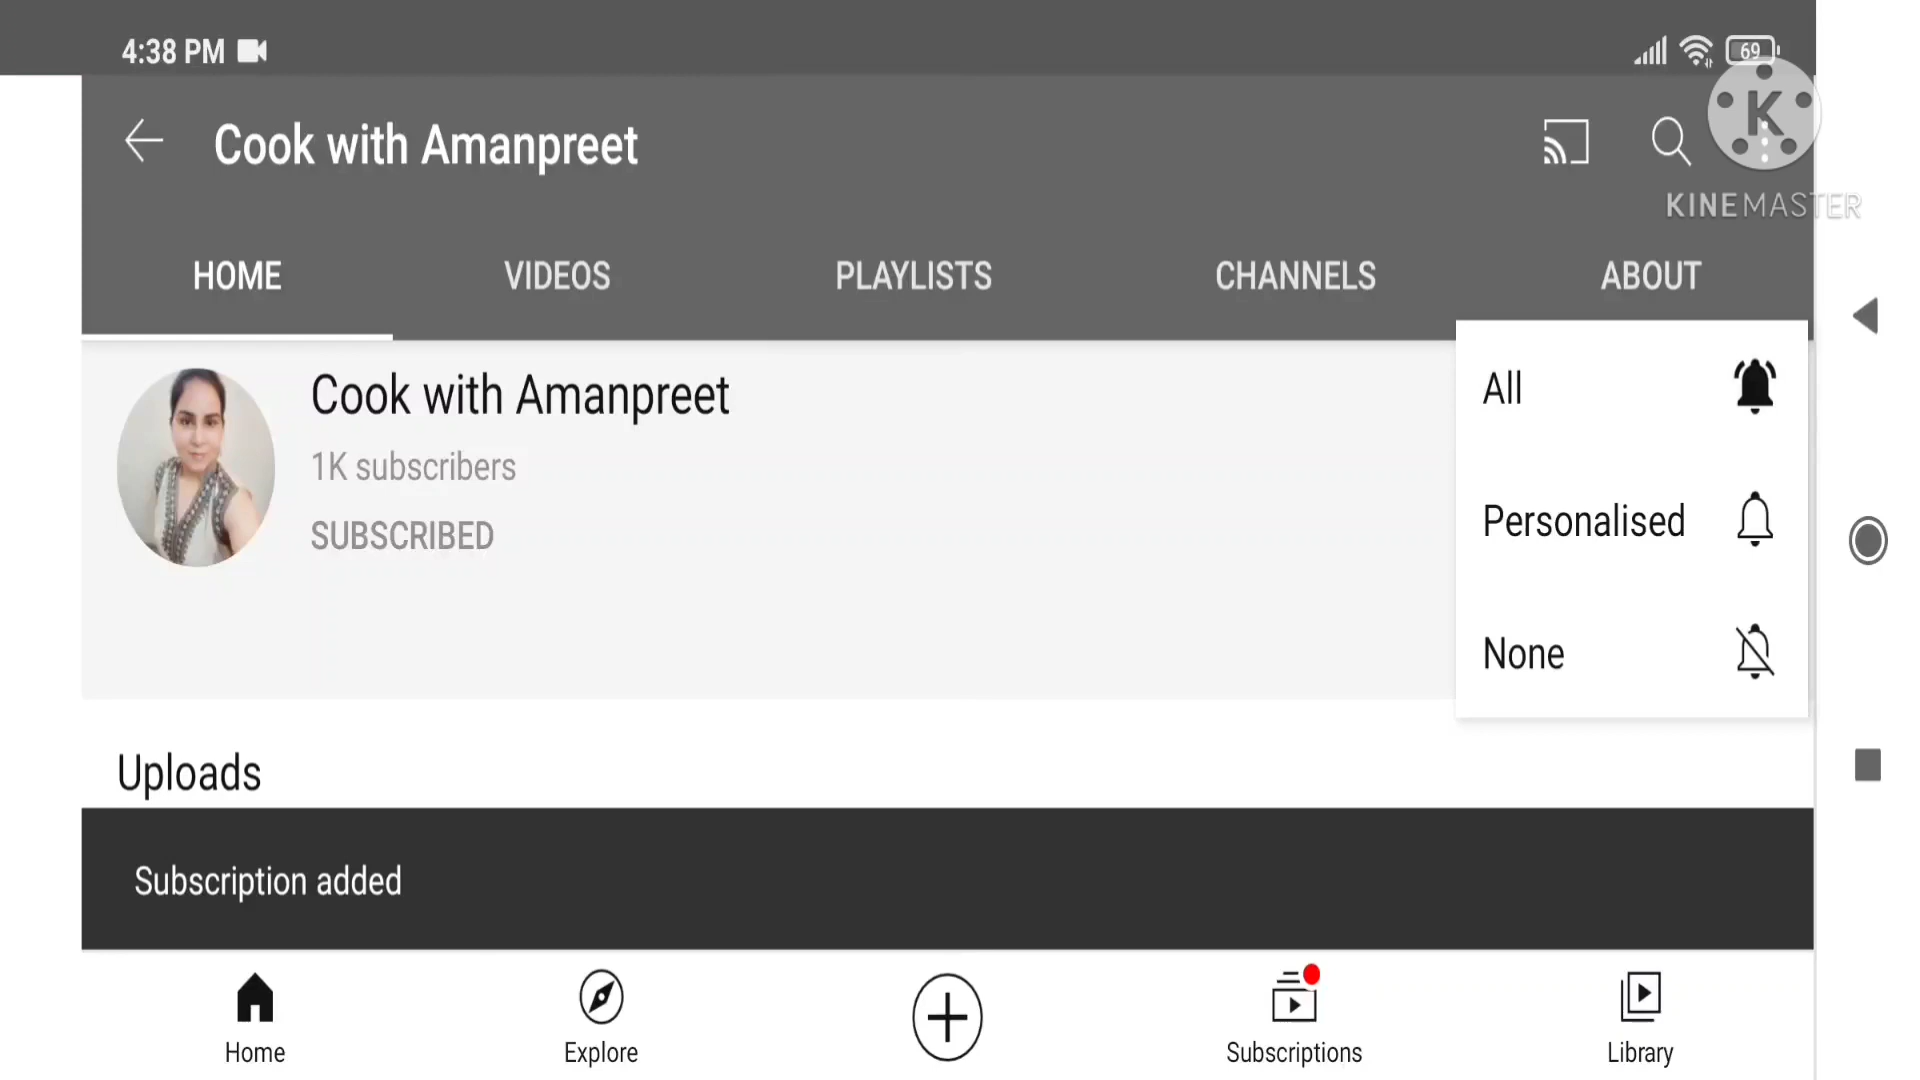 4:38 PM
69
Cook with Amanpreet
K
KINEMASTER
HOME VIDEOS PLAYLISTS CHANNELS ABOUT
Cook with Amanpreet
1K subscribers
SUBSCRIBED
All
Personalised
None
Uploads
Subscription added
Home Explore Subscriptions Library